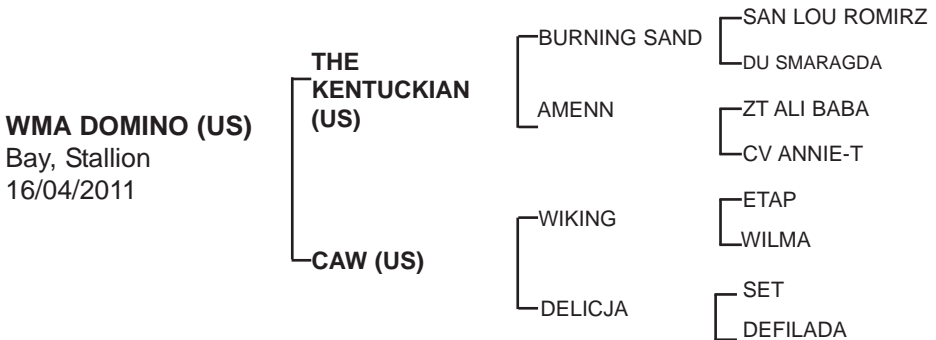 WMA DOMINO (US)
Bay, Stallion
16/04/2011
THE
KENTUCKIAN
(US)
CAW (US)
BURNING SAND
AMENN
WIKING
DELICJA
SAN LOU ROMIRZ
DU SMARAGDA
ZT ALI BABA
CV ANNIE-T
ETAP
WILMA
SET
DEFILADA